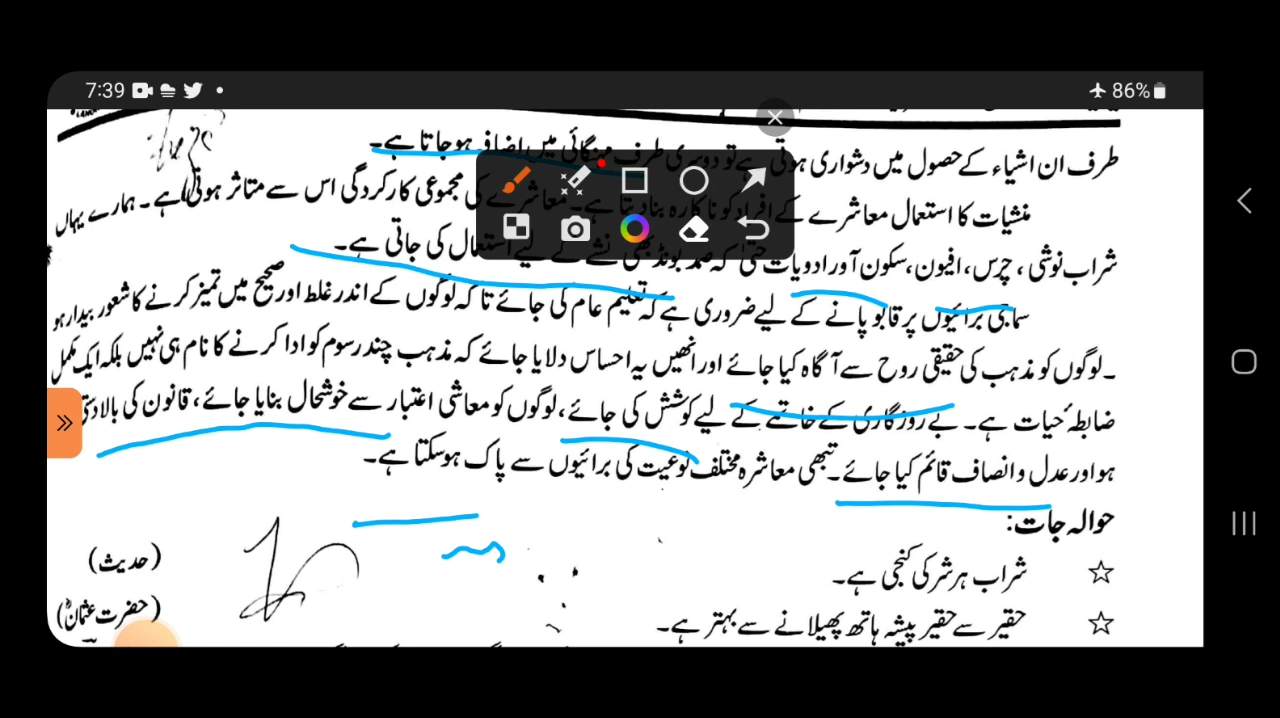 7:39
86%
طرف ان اشیاء کے حصول میں دشواری ہوتی ہے تو دوسری طرف مہنگائی میں اضافہ ہو جاتا ہے۔
منشیات کا استعمال معاشرے کے افراد کو ناکارہ بنا دیتا ہے۔ معاشرے کی مجموعی کارکردگی اس سے متاثر ہوتی ہے۔ ہمارے یہاں
شراب نوشی، چرس، افیون، سکون آور ادویات حتیٰ کہ صمد بونڈ بھی نشے کے لیے استعمال کی جاتی ہے۔
سماجی برائیوں پر قابو پانے کے لیے ضروری ہے کہ تعلیم عام کی جائے تاکہ لوگوں کے اندر غلط اور صحیح میں تمیز کرنے کا شعور بیدار ہو
۔ لوگوں کو مذہب کی حقیقی روح سے آگاہ کیا جائے اور انھیں یہ احساس دلایا جائے کہ مذہب چند رسوم کو ادا کرنے کا نام ہی نہیں بلکہ ایک مکمل
ضابطۂ حیات ہے۔ بے روزگاری کے خاتمے کے لیے کوشش کی جائے، لوگوں کو معاشی اعتبار سے خوشحال بنایا جائے، قانون کی بالادستی
ہو اور عدل و انصاف قائم کیا جائے۔ تبھی معاشرہ مختلف نوعیت کی برائیوں سے پاک ہو سکتا ہے۔
حوالہ جات:
☆ شراب ہر شر کی کنجی ہے۔ (حدیث)
☆ حقیر سے حقیر پیشہ ہاتھ پھیلانے سے بہتر ہے۔ (حضرت عثمانؓ)